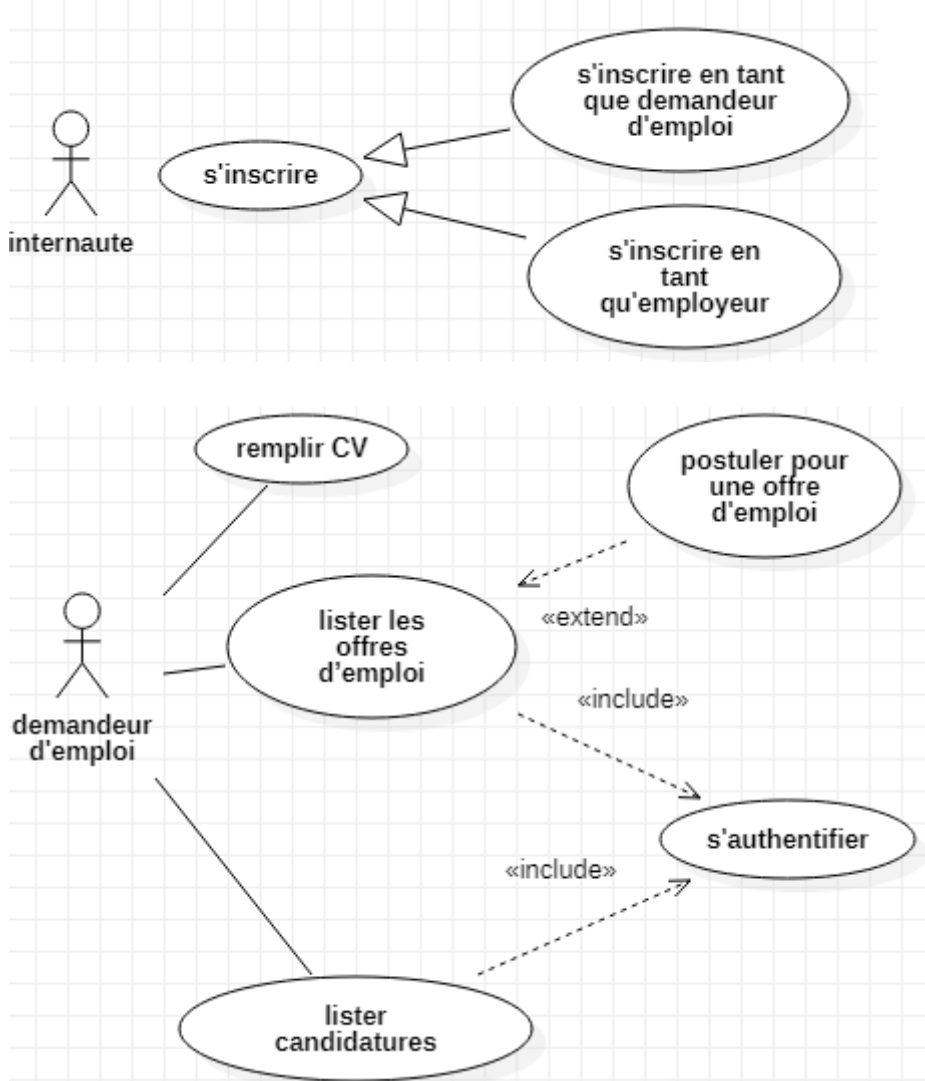 s'inscrire en tant
que demandeur
d'emploi
s'inscrire
internaute
s'inscrire en
tant
qu'employeur
remplir CV
postuler pour
une offre
d'emploi
lister les
offres
d’emploi
«extend»
«include»
demandeur
d'emploi
s'authentifier
«include»
lister
candidatures